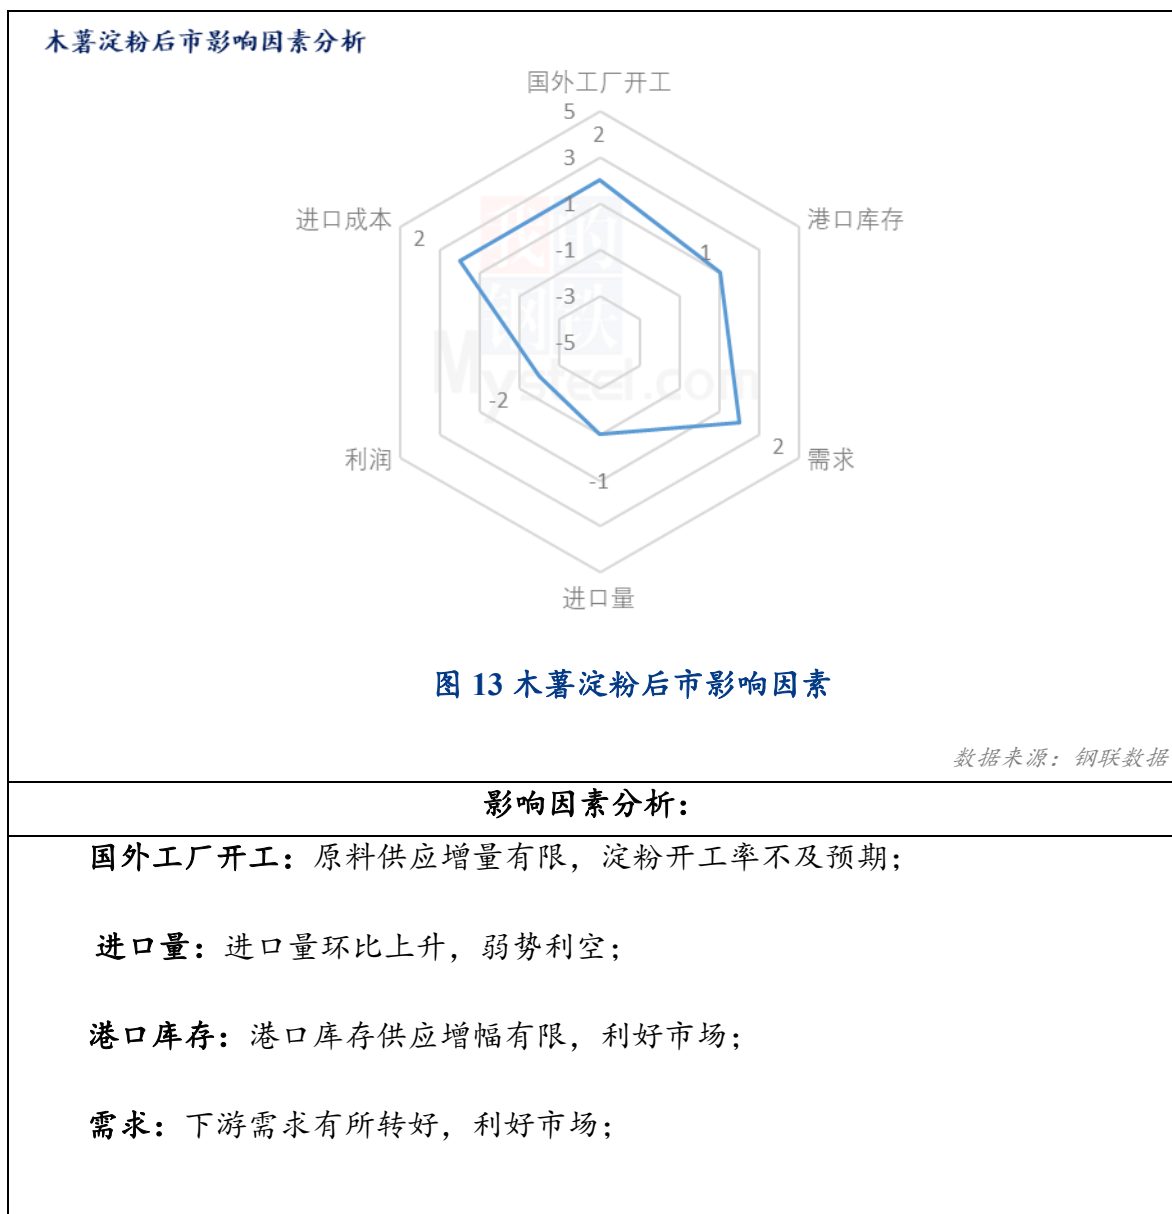 木薯淀粉后市影响因素分析
国外工厂开工
5
2
3
进口成本
2
1
港口库存
-1
1
-3
-5
-2
利润
2
需求
-1
进口量
我的
钢铁
Mysteel.com
图 13 木薯淀粉后市影响因素
数据来源：钢联数据
影响因素分析：
国外工厂开工：原料供应增量有限，淀粉开工率不及预期；
进口量：进口量环比上升，弱势利空；
港口库存：港口库存供应增幅有限，利好市场；
需求：下游需求有所转好，利好市场；